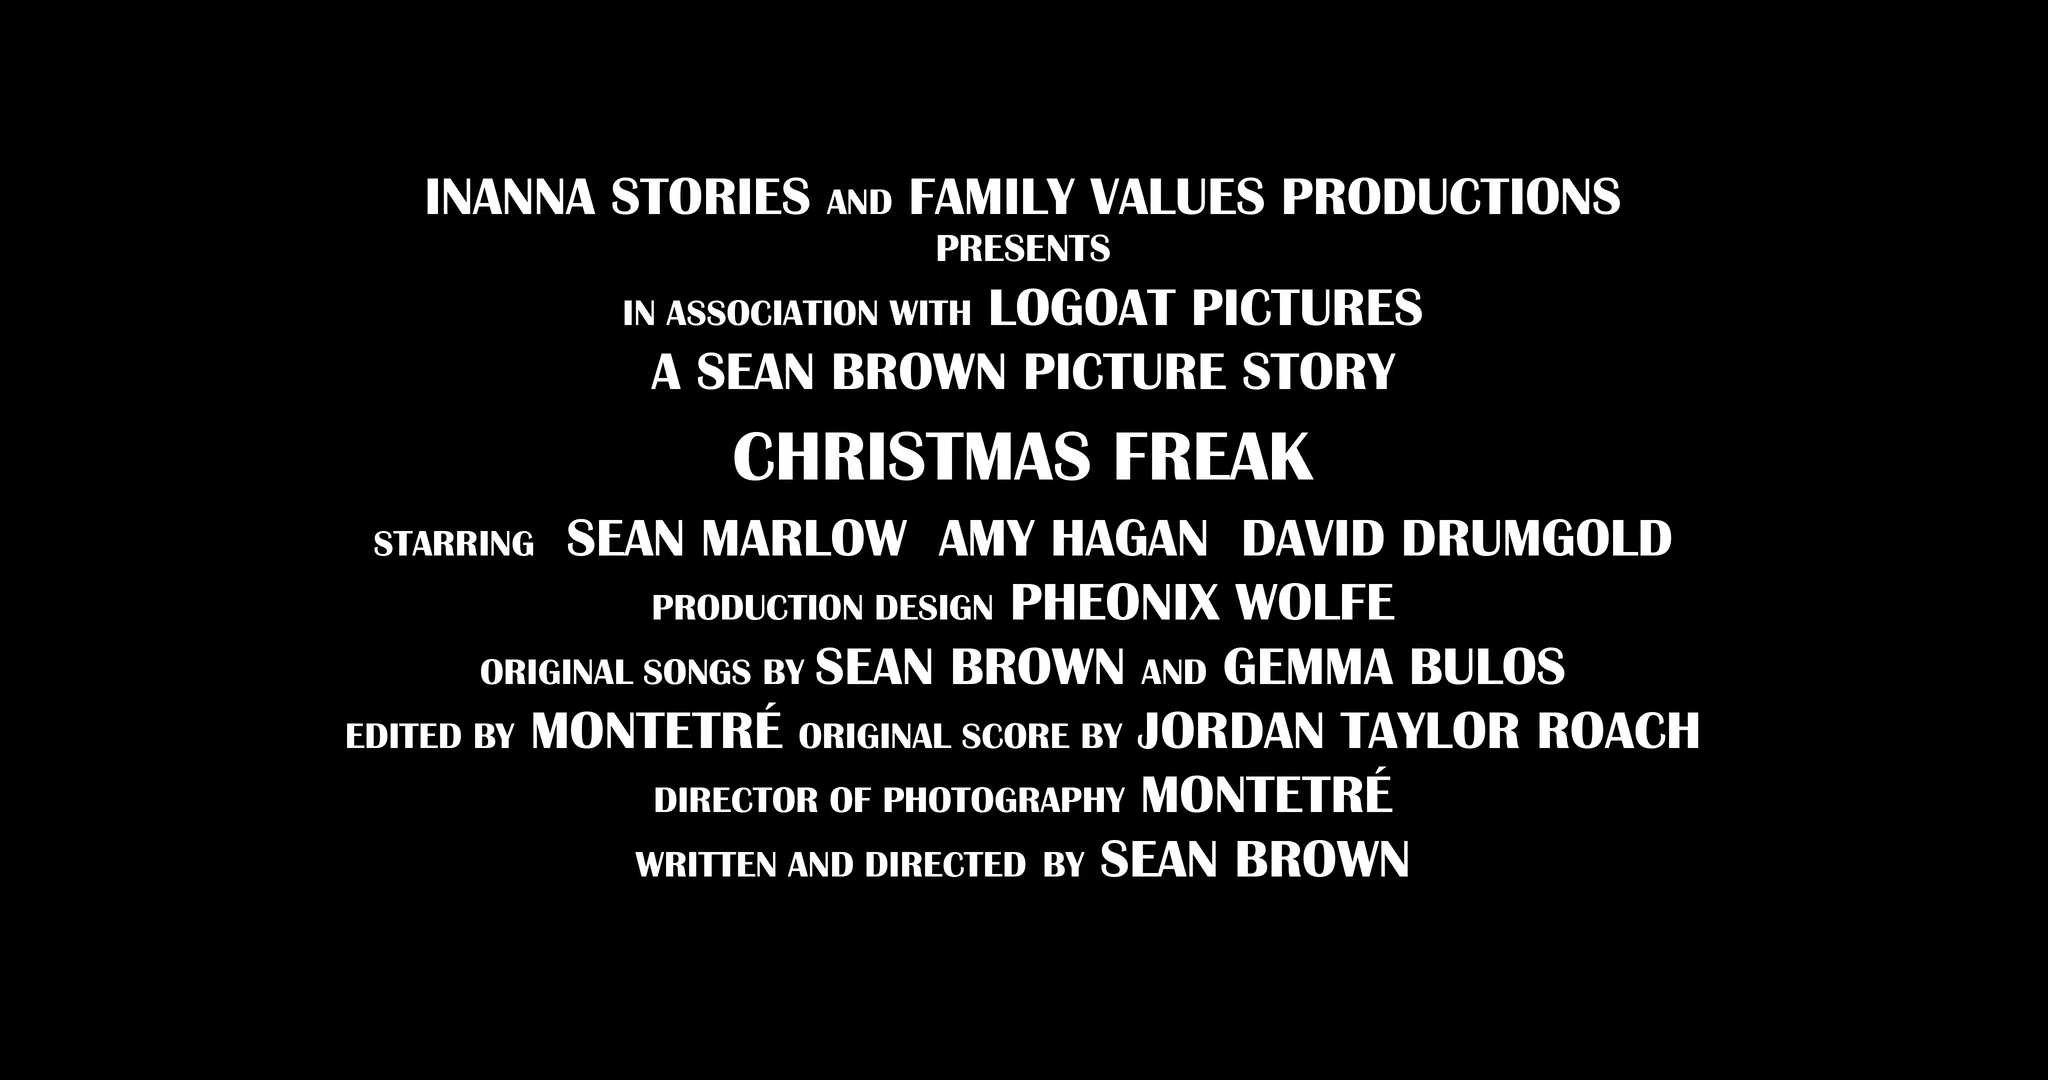 INANNA STORIES AND FAMILY VALUES PRODUCTIONS
PRESENTS
IN ASSOCIATION WITH LOGOAT PICTURES
A SEAN BROWN PICTURE STORY
CHRISTMAS FREAK
STARRING SEAN MARLOW AMY HAGAN DAVID DRUMGOLD
PRODUCTION DESIGN PHEONIX WOLFE
ORIGINAL SONGS BY SEAN BROWN AND GEMMA BULOS
EDITED BY MONTETRÉ ORIGINAL SCORE BY JORDAN TAYLOR ROACH
DIRECTOR OF PHOTOGRAPHY MONTETRÉ
WRITTEN AND DIRECTED BY SEAN BROWN